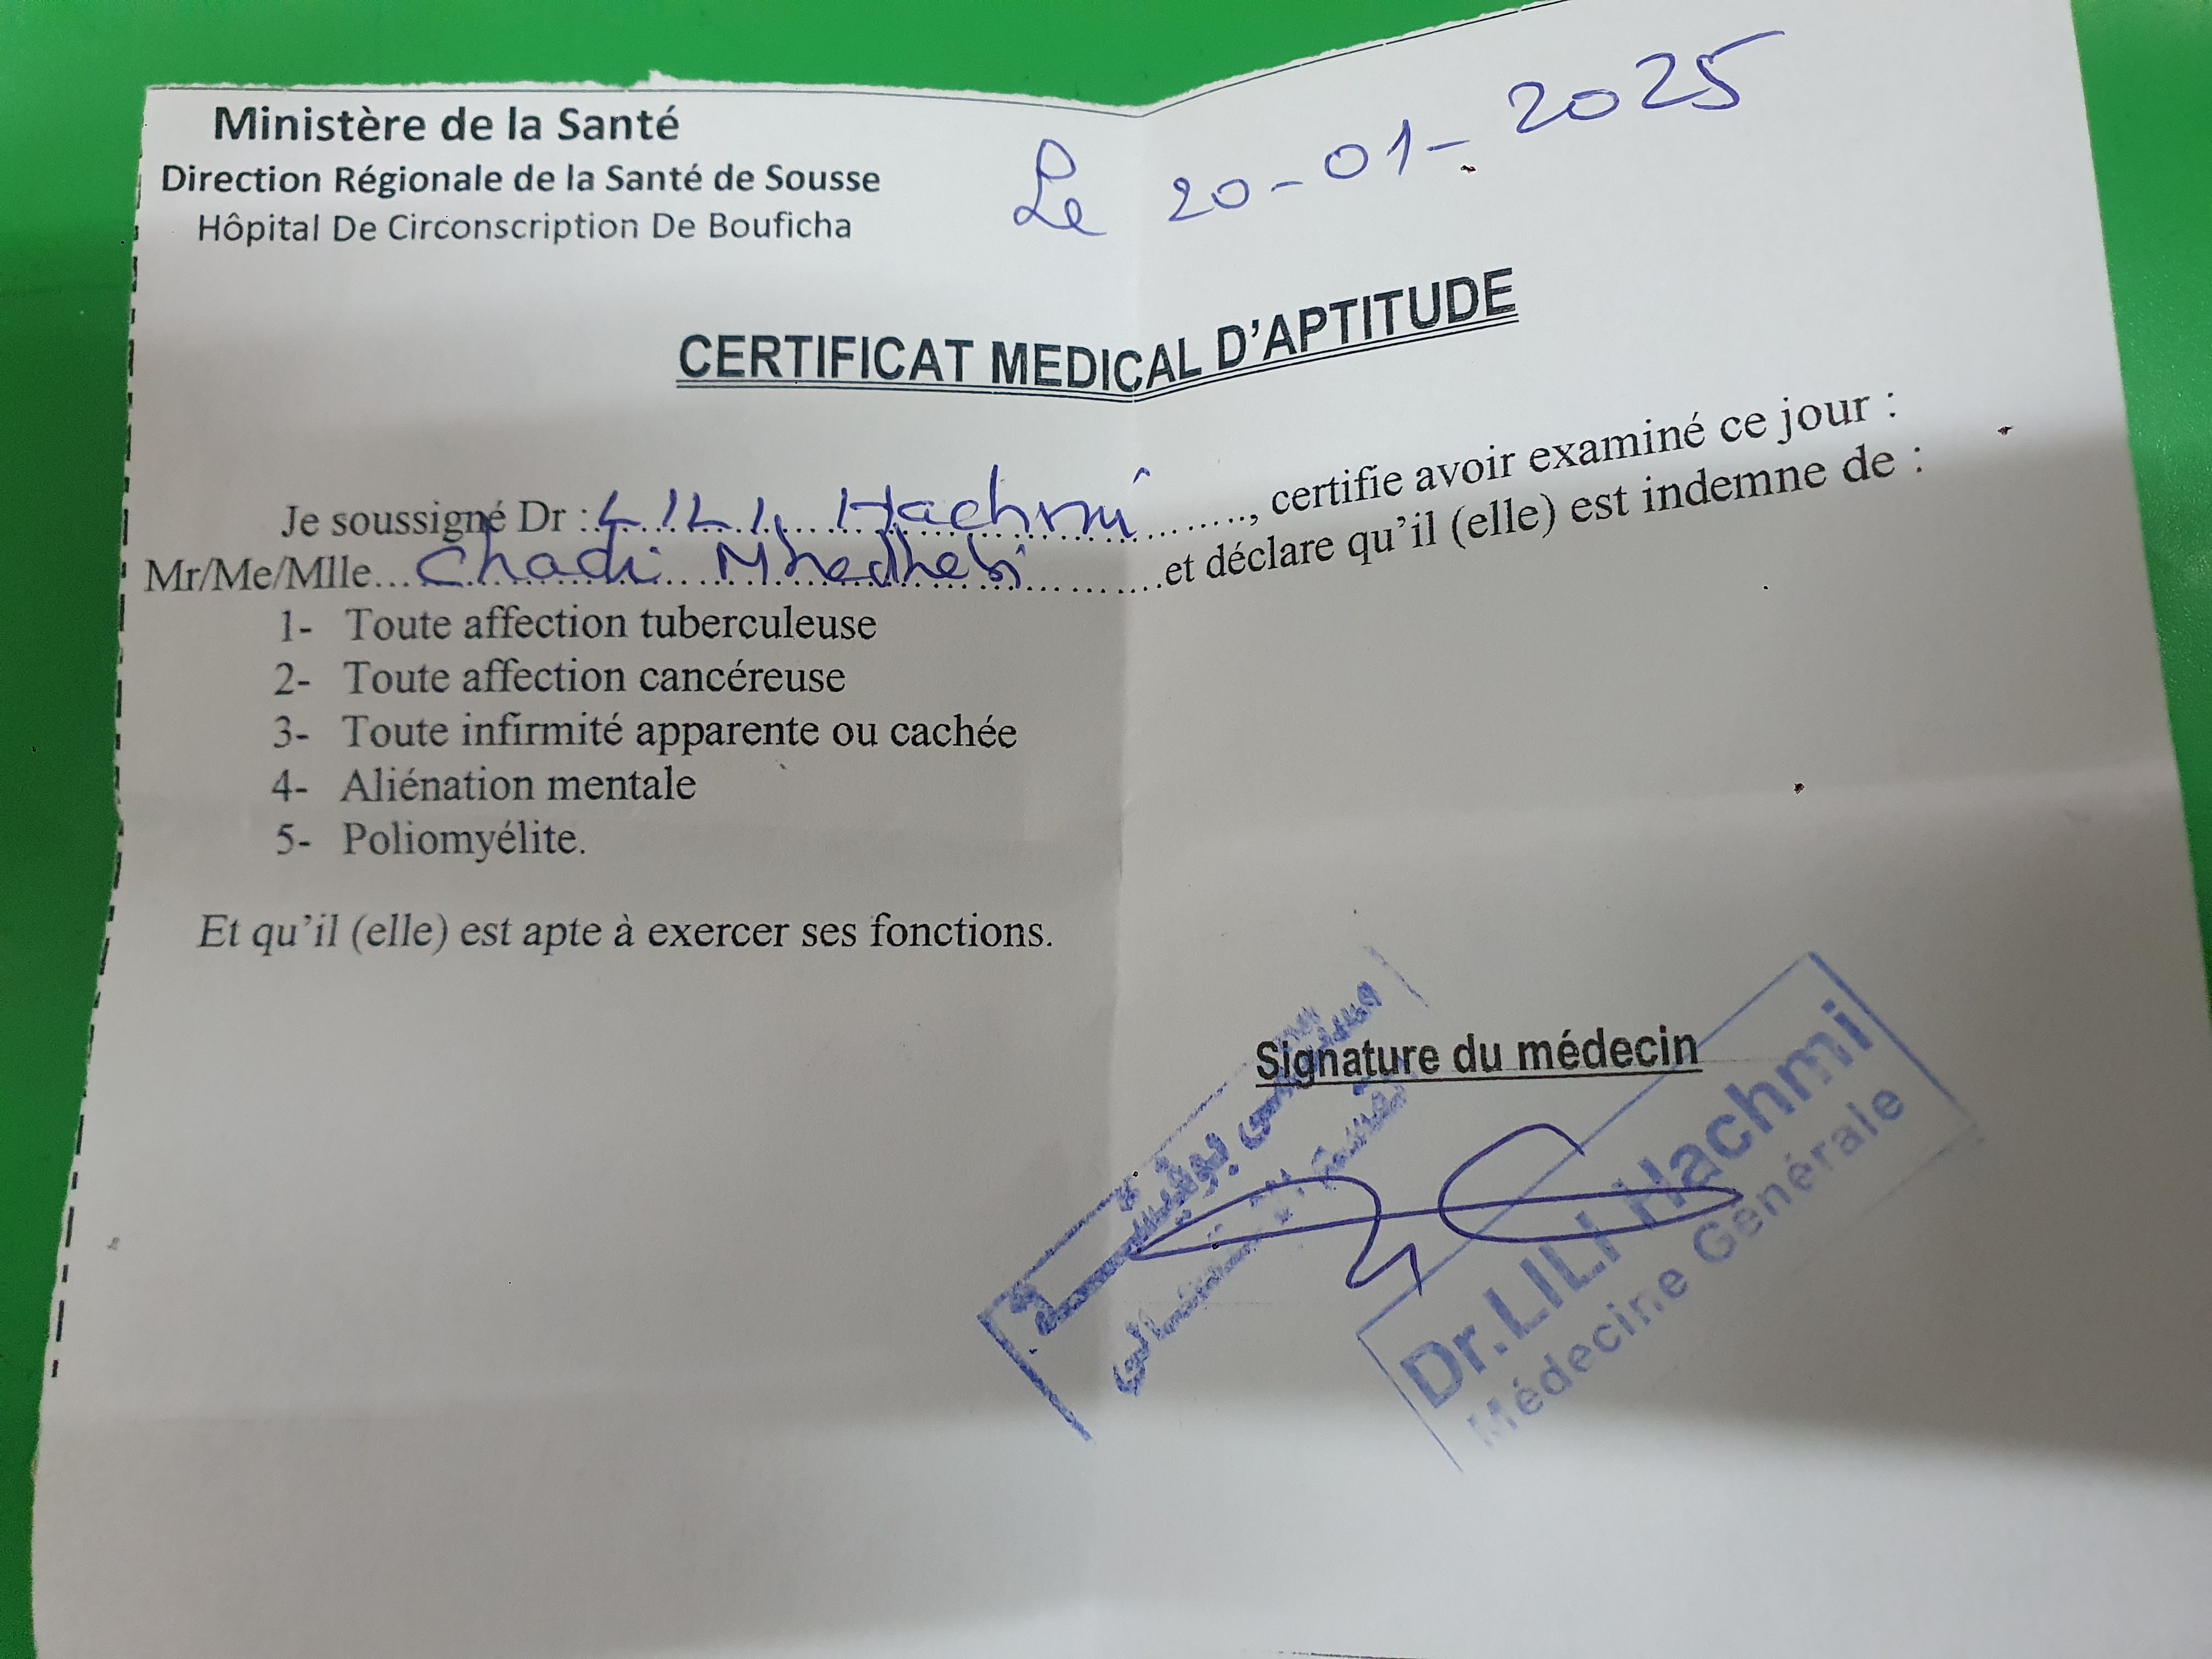 Ministère de la Santé
Direction Régionale de la Santé de Sousse
Hôpital De Circonscription De Bouficha
Le 20-01-2025
CERTIFICAT MEDICAL D'APTITUDE
Je soussigné Dr : LILI Hachmi ......., certifie avoir examiné ce jour :
Mr/Me/Mlle... Chadi Mhedhebi ..........et déclare qu'il (elle) est indemne de :
1- Toute affection tuberculeuse
2- Toute affection cancéreuse
3- Toute infirmité apparente ou cachée
4- Aliénation mentale
5- Poliomyélite.
Et qu'il (elle) est apte à exercer ses fonctions.
Signature du médecin
Dr. LILI Hachmi
Médecine Générale